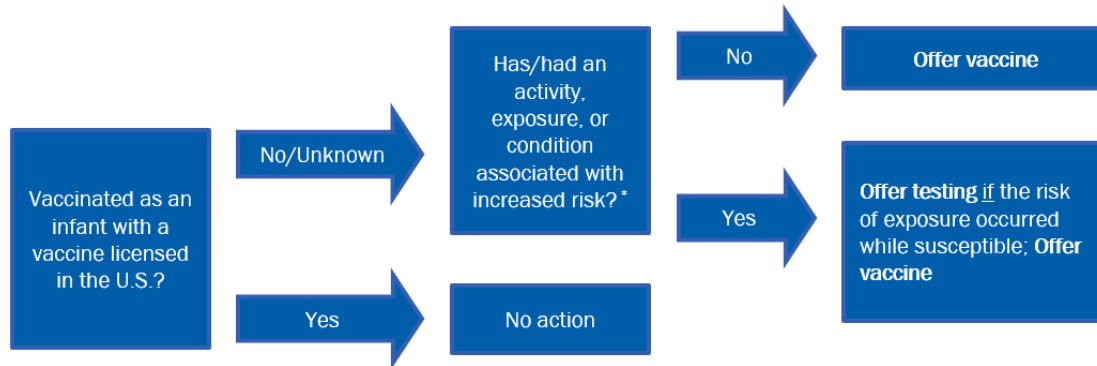 Vaccinated as an
infant with a
vaccine licensed
in the U.S.?
No/Unknown
Has/had an
activity,
exposure, or
condition
associated with
increased risk?*
No
Offer vaccine
Yes
Offer testing if the risk
of exposure occurred
while susceptible; Offer
vaccine
Yes
No action